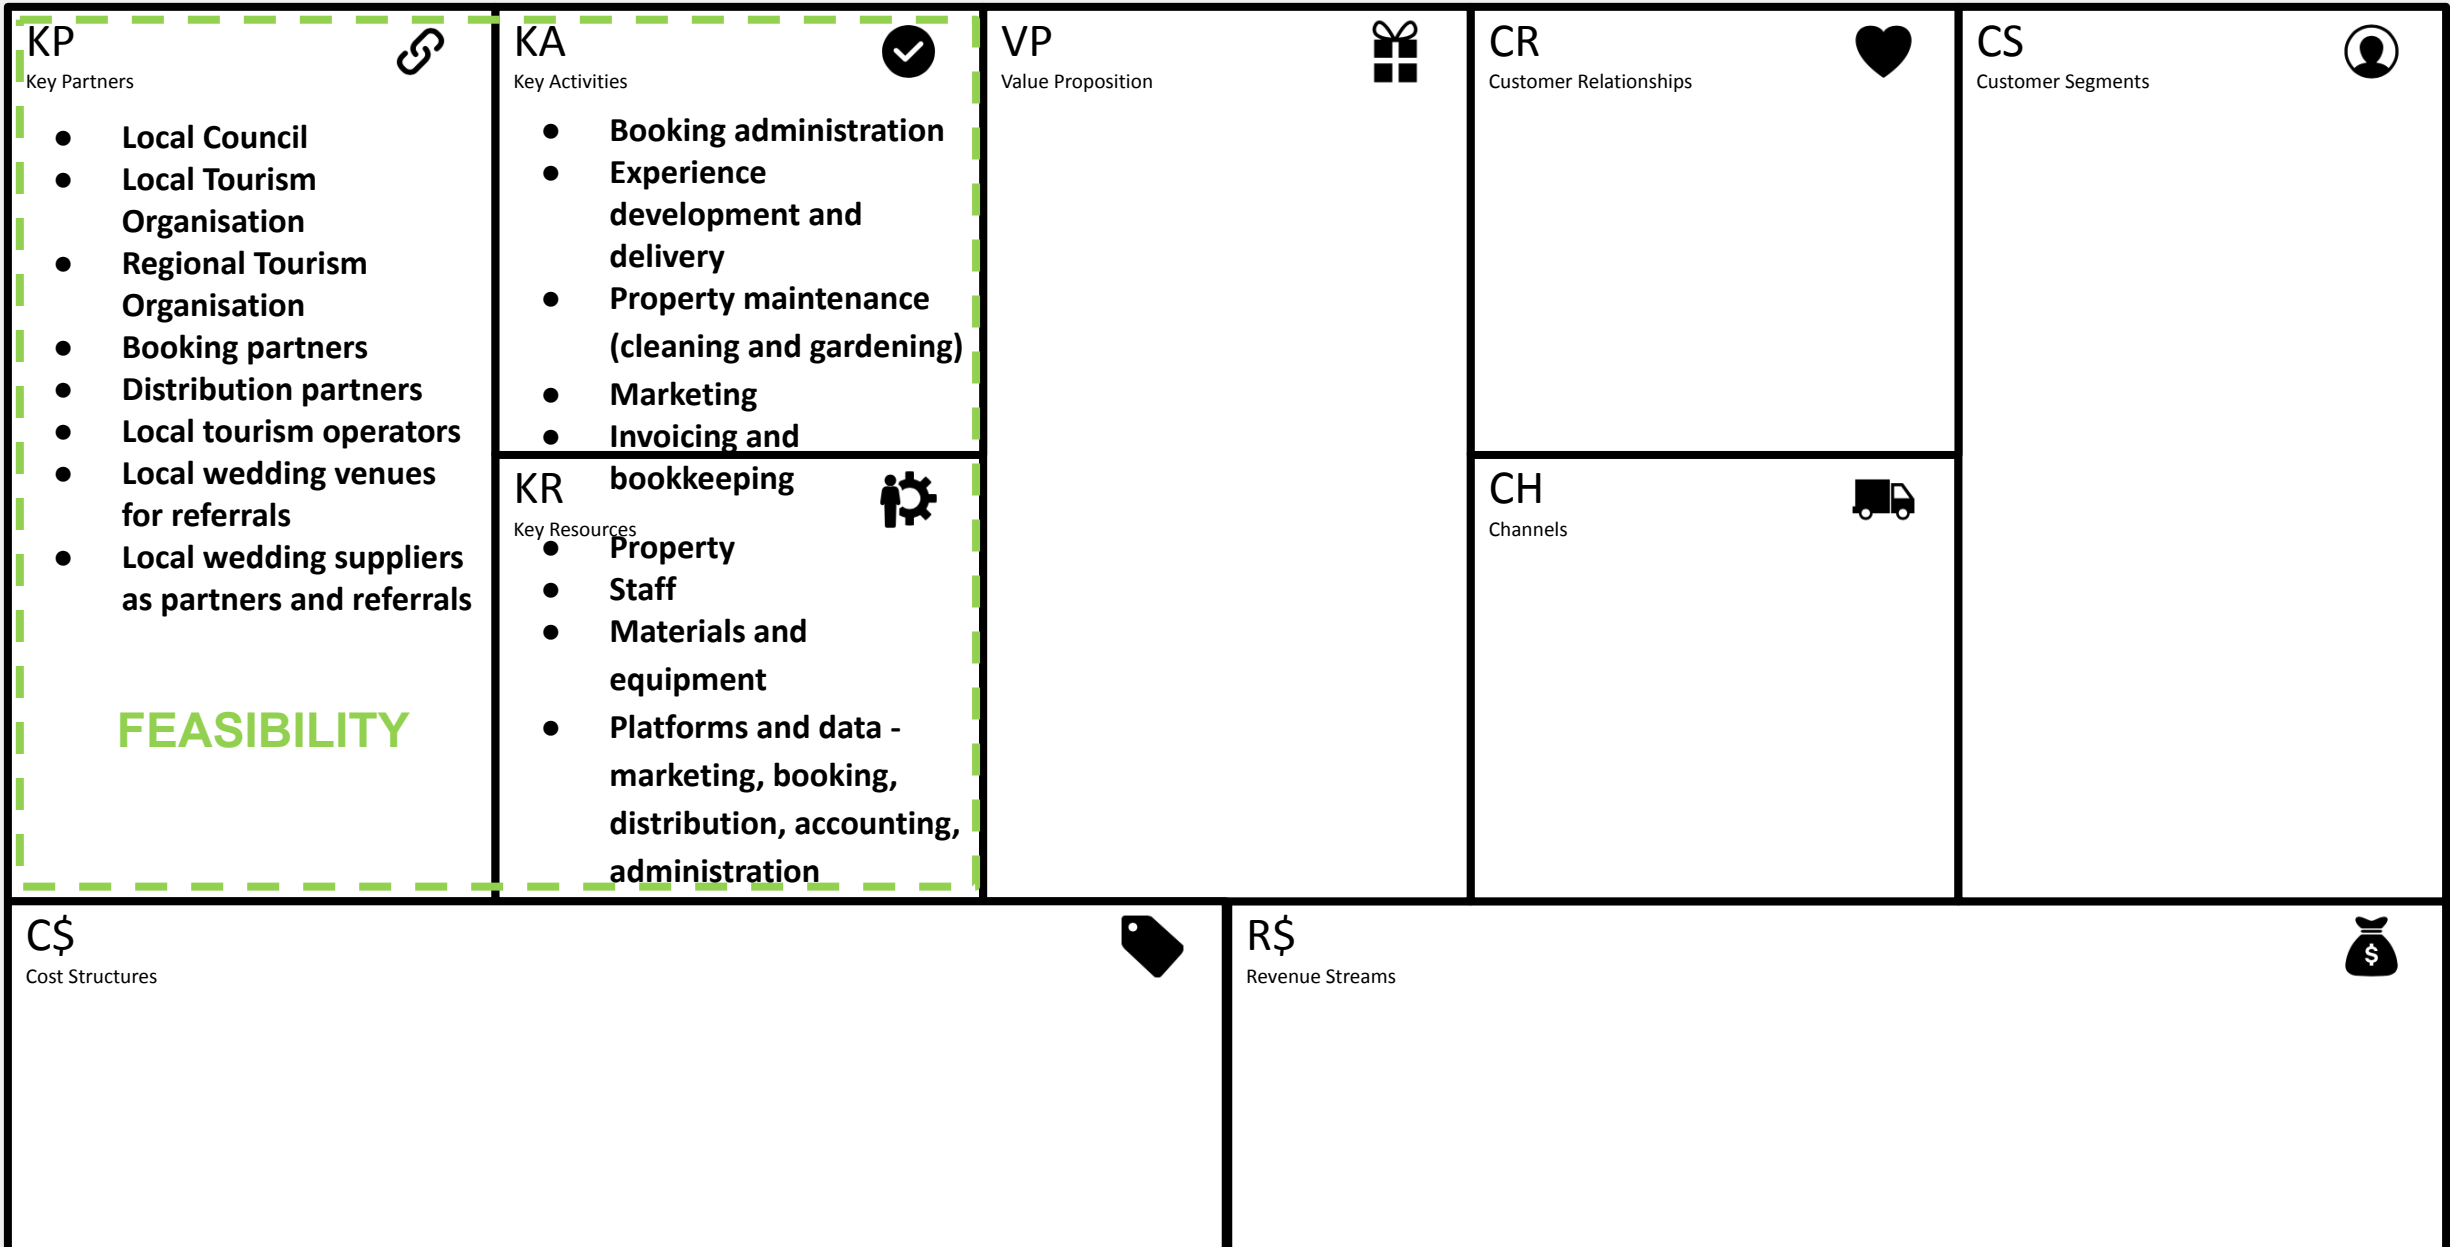 KP
Key Partners
● Local Council
● Local Tourism
Organisation
● Regional Tourism
Organisation
● Booking partners
● Distribution partners
● Local tourism operators
● Local wedding venues
for referrals
● Local wedding suppliers
as partners and referrals
FEASIBILITY
KA
Key Activities
● Booking administration
● Experience
development and
delivery
● Property maintenance
(cleaning and gardening)
● Marketing
● Invoicing and
bookkeeping
KR
Key Resources
● Property
● Staff
● Materials and
equipment
● Platforms and data -
marketing, booking,
distribution, accounting,
administration
VP
Value Proposition
CR
Customer Relationships
CH
Channels
CS
Customer Segments
C$
Cost Structures
R$
Revenue Streams
$